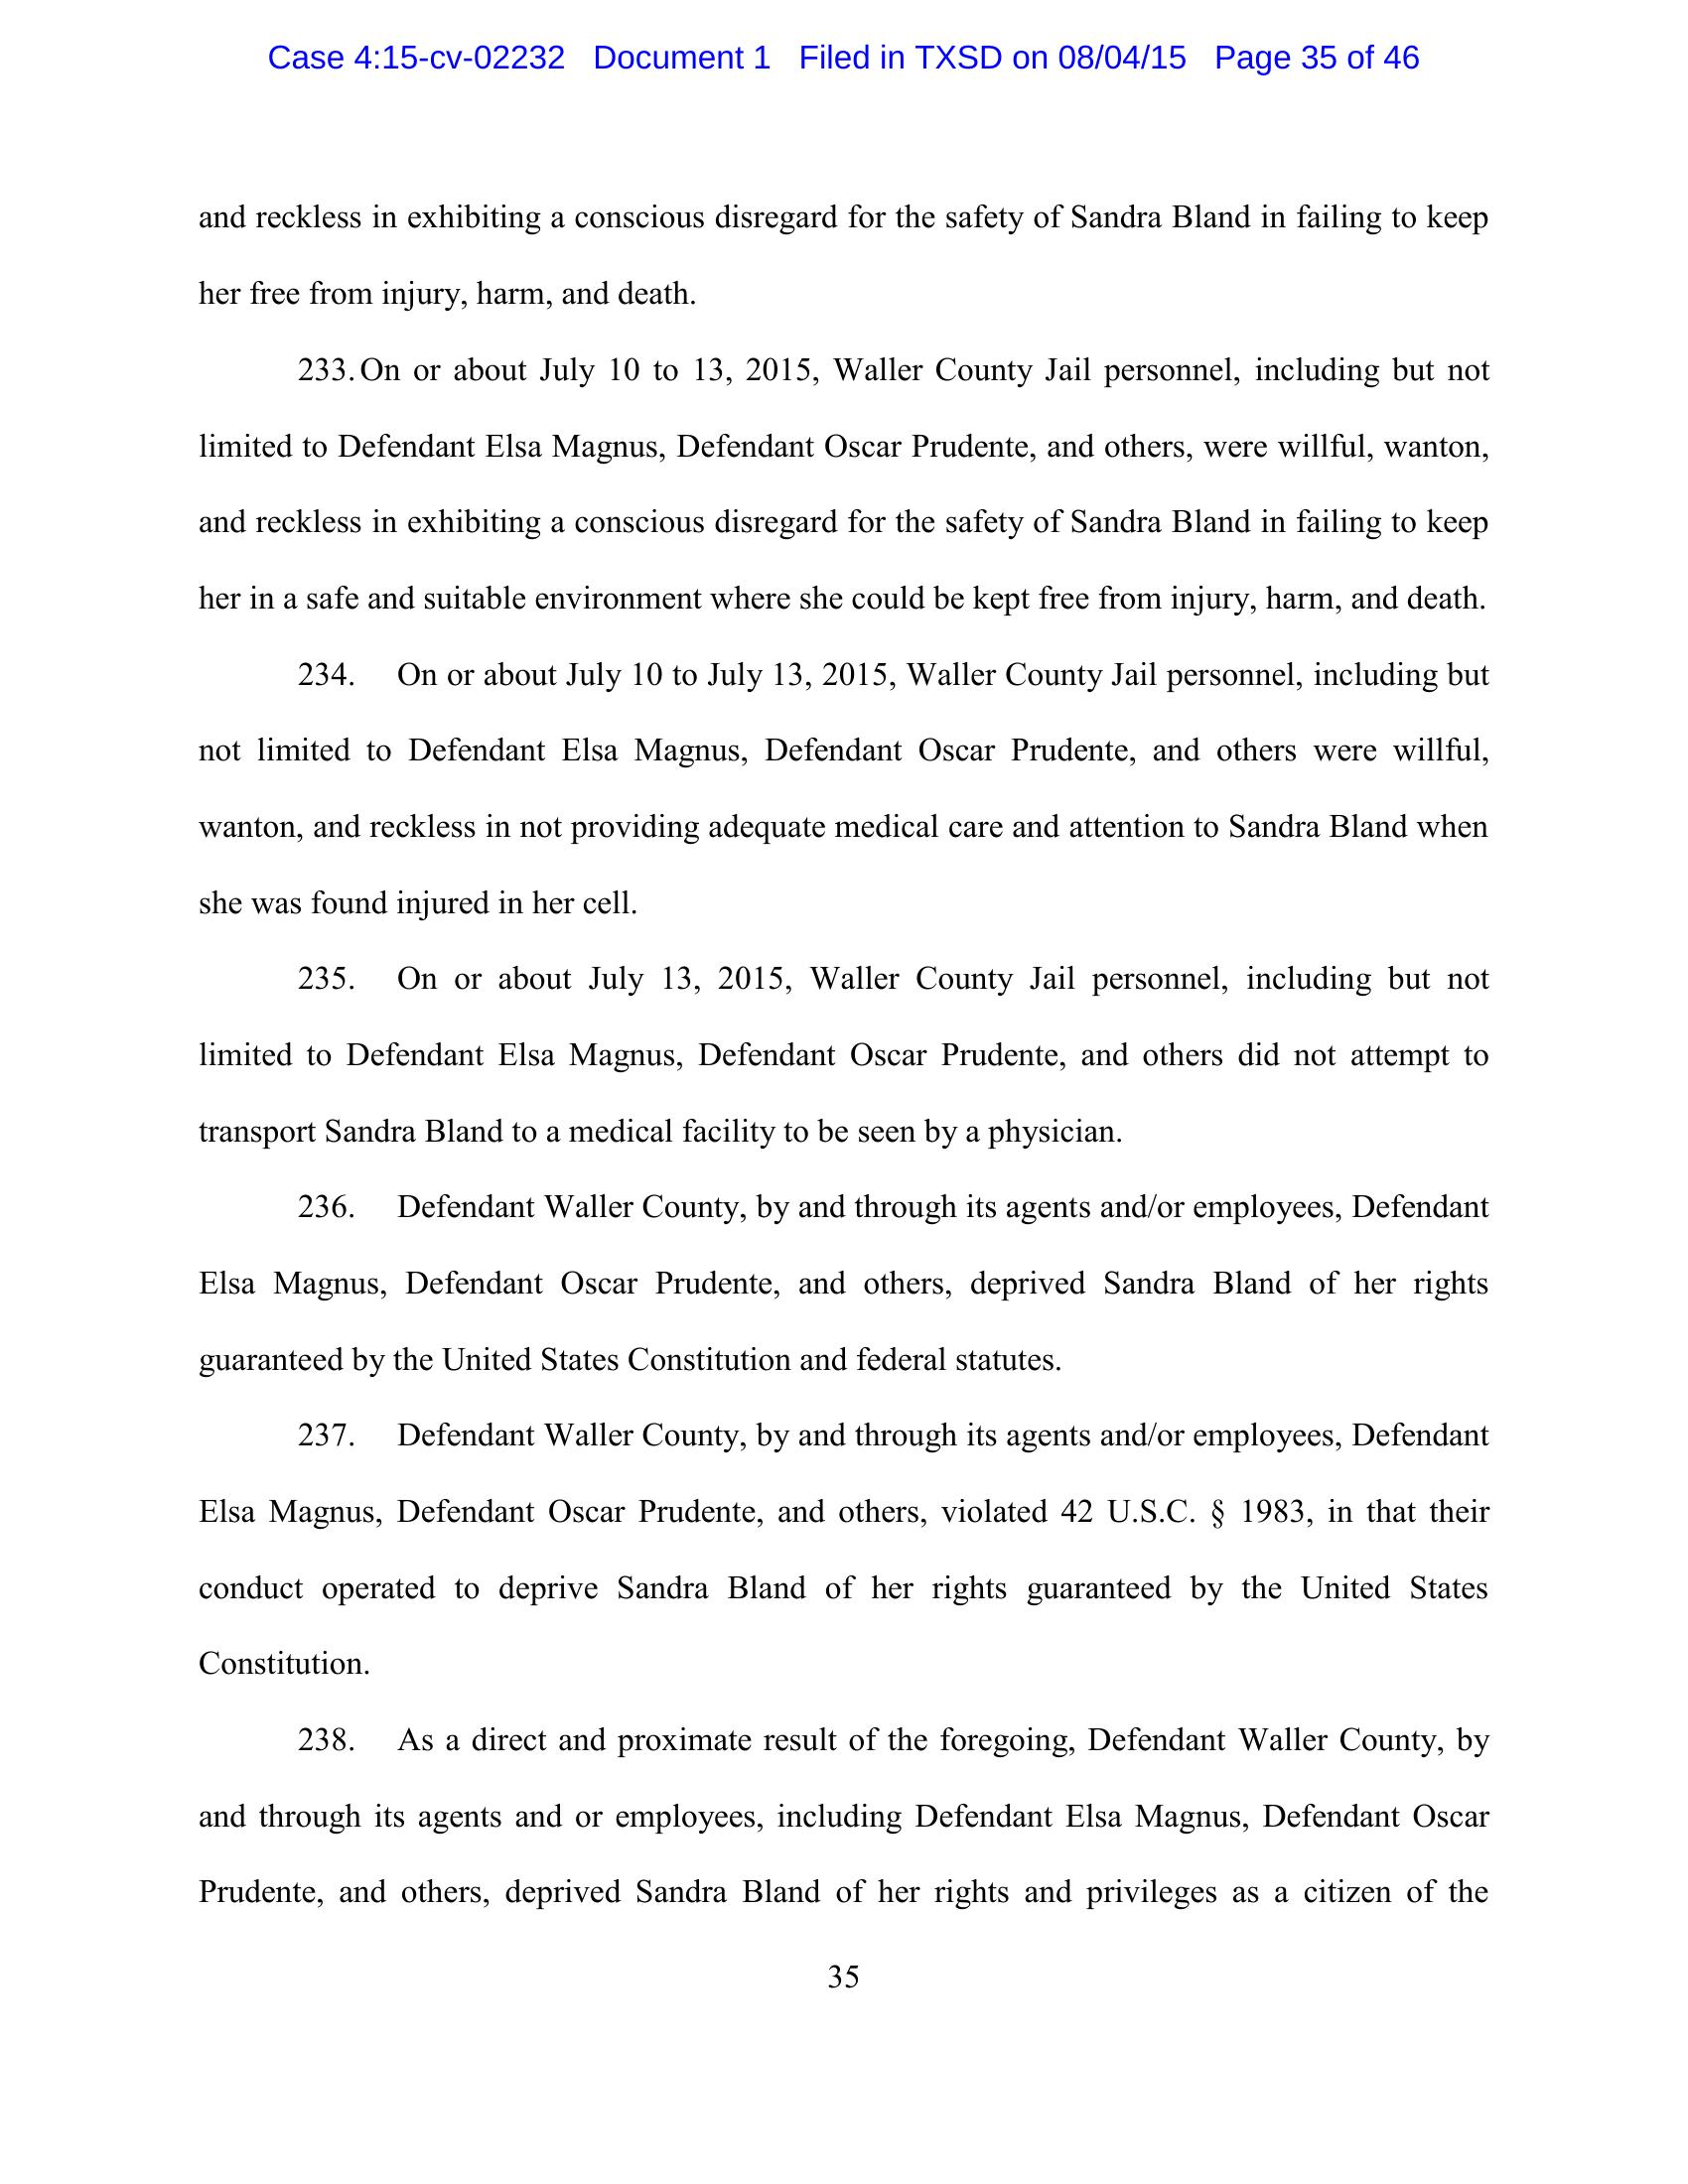 Case 4:15-cv-02232 Document 1 Filed in TXSD on 08/04/15 Page 35 of 46
and reckless in exhibiting a conscious disregard for the safety of Sandra Bland in failing to keep
her free from injury, harm, and death.
233. On or about July 10 to 13, 2015, Waller County Jail personnel, including but not
limited to Defendant Elsa Magnus, Defendant Oscar Prudente, and others, were willful, wanton,
and reckless in exhibiting a conscious disregard for the safety of Sandra Bland in failing to keep
her in a safe and suitable environment where she could be kept free from injury, harm, and death.
234. On or about July 10 to July 13, 2015, Waller County Jail personnel, including but
not limited to Defendant Elsa Magnus, Defendant Oscar Prudente, and others were willful,
wanton, and reckless in not providing adequate medical care and attention to Sandra Bland when
she was found injured in her cell.
235. On or about July 13, 2015, Waller County Jail personnel, including but not
limited to Defendant Elsa Magnus, Defendant Oscar Prudente, and others did not attempt to
transport Sandra Bland to a medical facility to be seen by a physician.
236. Defendant Waller County, by and through its agents and/or employees, Defendant
Elsa Magnus, Defendant Oscar Prudente, and others, deprived Sandra Bland of her rights
guaranteed by the United States Constitution and federal statutes.
237. Defendant Waller County, by and through its agents and/or employees, Defendant
Elsa Magnus, Defendant Oscar Prudente, and others, violated 42 U.S.C. § 1983, in that their
conduct operated to deprive Sandra Bland of her rights guaranteed by the United States
Constitution.
238. As a direct and proximate result of the foregoing, Defendant Waller County, by
and through its agents and or employees, including Defendant Elsa Magnus, Defendant Oscar
Prudente, and others, deprived Sandra Bland of her rights and privileges as a citizen of the
35